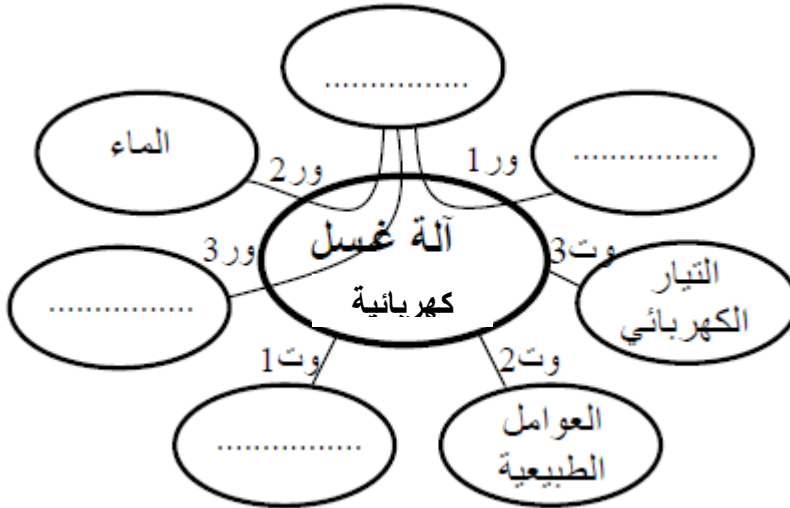 ................
الماء
ور2
ور1
................
آلة غسل
كهربائية
ور3
................
وت3
التيار
الكهربائي
وت1
................
وت2
العوامل
الطبيعية